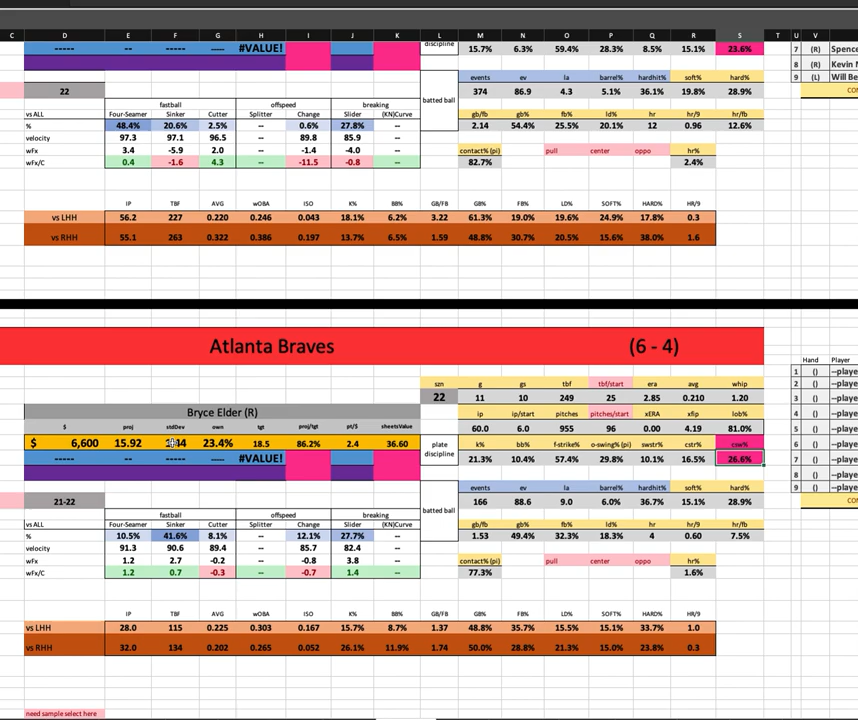 C D E F G H I J K L M N O P Q R S T U V
----- -- ----- ---- #VALUE! ----- discipline 15.7% 6.3% 59.4% 28.3% 8.5% 15.1% 23.6% 7 (R) Spenc
8 (R) Kevin
events ev la barrel% hardhit% soft% hard% 9 (L) Will Be
22 374 86.9 4.3 5.1% 36.1% 19.8% 28.9% CO
fastball offspeed breaking batted ball
vs ALL Four-Seamer Sinker Cutter Splitter Change Slider (KN)Curve gb/fb gb% fb% ld% hr hr/9 hr/fb
% 48.4% 20.6% 2.5% -- 0.6% 27.8% -- 2.14 54.4% 25.5% 20.1% 12 0.96 12.6%
velocity 97.3 97.1 96.5 -- 89.8 85.9 --
wFx 3.4 -5.9 2.0 -- -1.4 -4.0 -- contact% (pi) pull center oppo hr%
wFx/C 0.4 -1.6 4.3 -- -11.5 -0.8 -- 82.7% 2.4%
IP TBF AVG wOBA ISO K% BB% GB/FB GB% FB% LD% SOFT% HARD% HR/9
vs LHH 56.2 227 0.220 0.246 0.043 18.1% 6.2% 3.22 61.3% 19.0% 19.6% 24.9% 17.8% 0.3
vs RHH 55.1 263 0.322 0.386 0.197 13.7% 6.5% 1.59 48.8% 30.7% 20.5% 15.6% 38.0% 1.6
Atlanta Braves (6 - 4)
Hand Player
1 () --playe
szn g gs tbf tbf/start era avg whip 2 () --playe
22 11 10 249 25 2.85 0.210 1.20 3 () --playe
Bryce Elder (R) ip ip/start pitches pitches/start xERA xfip lob% 4 () --playe
$ proj stdDev own tgt proj/tgt pt/$ sheetsValue 60.0 6.0 955 96 0.00 4.19 81.0% 5 () --playe
$ 6,600 15.92 23.4% 18.5 86.2% 2.4 36.60 plate discipline k% bb% f-strike% o-swing% (pi) swstr% cstr% csw% 6 () --playe
----- -- ----- ---- #VALUE! ----- 21.3% 10.4% 57.4% 29.8% 10.1% 16.5% 26.6% 7 () --playe
8 () --playe
events ev la barrel% hardhit% soft% hard% 9 () --playe
21-22 166 88.6 9.0 6.0% 36.7% 15.1% 28.9% CO
fastball offspeed breaking batted ball
vs ALL Four-Seamer Sinker Cutter Splitter Change Slider (KN)Curve gb/fb gb% fb% ld% hr hr/9 hr/fb
% 10.5% 41.6% 8.1% -- 12.1% 27.7% -- 1.53 49.4% 32.3% 18.3% 4 0.60 7.5%
velocity 91.3 90.6 89.4 -- 85.7 82.4 --
wFx 1.2 2.7 -0.2 -- -0.8 3.8 -- contact% (pi) pull center oppo hr%
wFx/C 1.2 0.7 -0.3 -- -0.7 1.4 -- 77.3% 1.6%
IP TBF AVG wOBA ISO K% BB% GB/FB GB% FB% LD% SOFT% HARD% HR/9
vs LHH 28.0 115 0.225 0.303 0.167 15.7% 8.7% 1.37 48.8% 35.7% 15.5% 15.1% 33.7% 1.0
vs RHH 32.0 134 0.202 0.265 0.052 26.1% 11.9% 1.74 50.0% 28.8% 21.3% 15.0% 23.8% 0.3
need sample select here